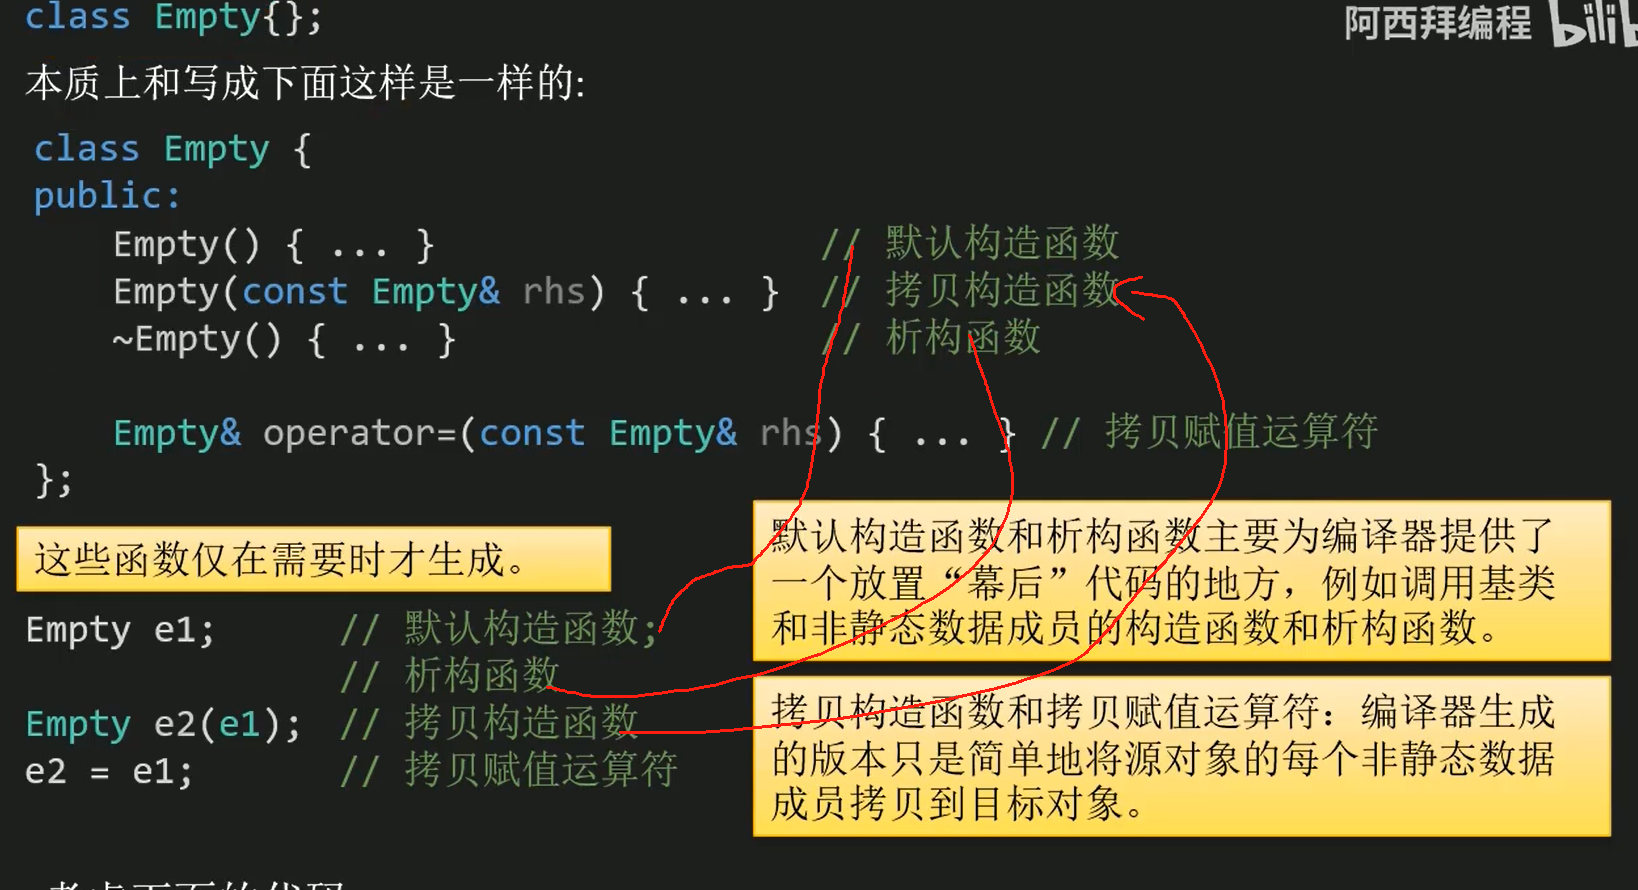 class Empty{};
阿西拜编程 bilib
本质上和写成下面这样是一样的:
class Empty {
public:
Empty() { ... } // 默认构造函数
Empty(const Empty& rhs) { ... } // 拷贝构造函数
~Empty() { ... } // 析构函数
Empty& operator=(const Empty& rhs) { ... } // 拷贝赋值运算符
};
这些函数仅在需要时才生成。
默认构造函数和析构函数主要为编译器提供了
一个放置“幕后”代码的地方，例如调用基类
和非静态数据成员的构造函数和析构函数。
Empty e1; // 默认构造函数;
// 析构函数
Empty e2(e1); // 拷贝构造函数
e2 = e1; // 拷贝赋值运算符
拷贝构造函数和拷贝赋值运算符：编译器生成
的版本只是简单地将源对象的每个非静态数据
成员拷贝到目标对象。
考虑下面的代码